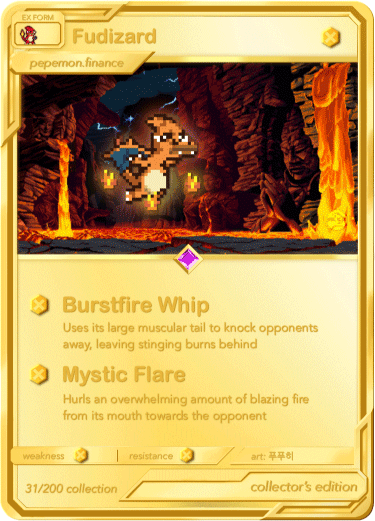 EX FORM
Fudizard
pepemon.finance
Burstfire Whip
Uses its large muscular tail to knock opponents
away, leaving stinging burns behind
Mystic Flare
Hurls an overwhelming amount of blazing fire
from its mouth towards the opponent
weakness resistance art: 푸푸히
31/200 collection collector's edition